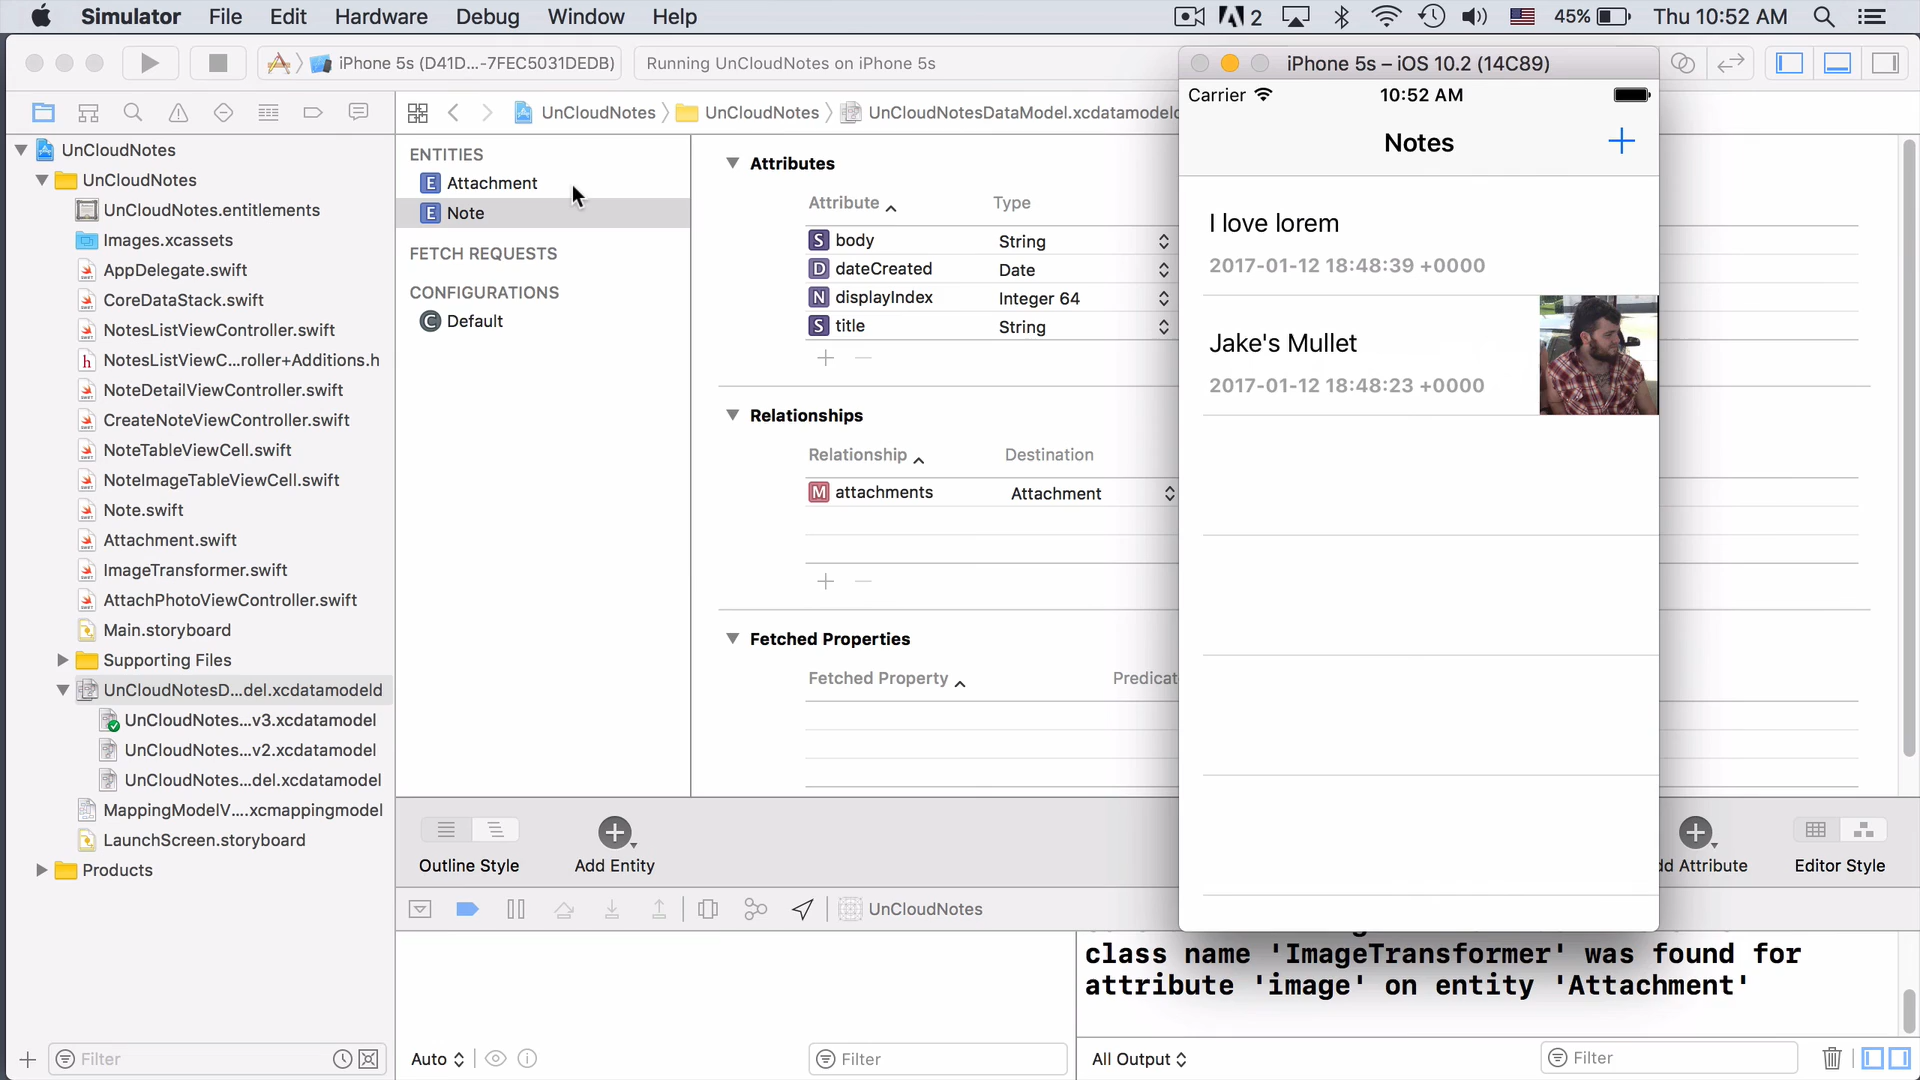 Simulator File Edit Hardware Debug Window Help 2 45% Thu 10:52 AM
iPhone 5s (D41D...-7FEC5031DEDB) Running UnCloudNotes on iPhone 5s
UnCloudNotes UnCloudNotes UnCloudNotesDataModel.xcdatamodeld
UnCloudNotes
UnCloudNotes
UnCloudNotes.entitlements
Images.xcassets
AppDelegate.swift
CoreDataStack.swift
NotesListViewController.swift
h NotesListViewC...roller+Additions.h
NoteDetailViewController.swift
CreateNoteViewController.swift
NoteTableViewCell.swift
NoteImageTableViewCell.swift
Note.swift
Attachment.swift
ImageTransformer.swift
AttachPhotoViewController.swift
Main.storyboard
Supporting Files
UnCloudNotesD...del.xcdatamodeld
UnCloudNotes...v3.xcdatamodel
UnCloudNotes...v2.xcdatamodel
UnCloudNotes...del.xcdatamodel
MappingModelV....xcmappingmodel
LaunchScreen.storyboard
Products
Filter
ENTITIES
E Attachment
E Note
FETCH REQUESTS
CONFIGURATIONS
C Default
Attributes
Attribute Type
S body String
D dateCreated Date
N displayIndex Integer 64
S title String
Relationships
Relationship Destination
M attachments Attachment
Fetched Properties
Fetched Property Predicat
Outline Style Add Entity
dd Attribute Editor Style
UnCloudNotes
iPhone 5s – iOS 10.2 (14C89)
Carrier 10:52 AM
Notes
I love lorem
2017-01-12 18:48:39 +0000
Jake's Mullet
2017-01-12 18:48:23 +0000
class name 'ImageTransformer' was found for
attribute 'image' on entity 'Attachment'
Auto Filter
All Output Filter